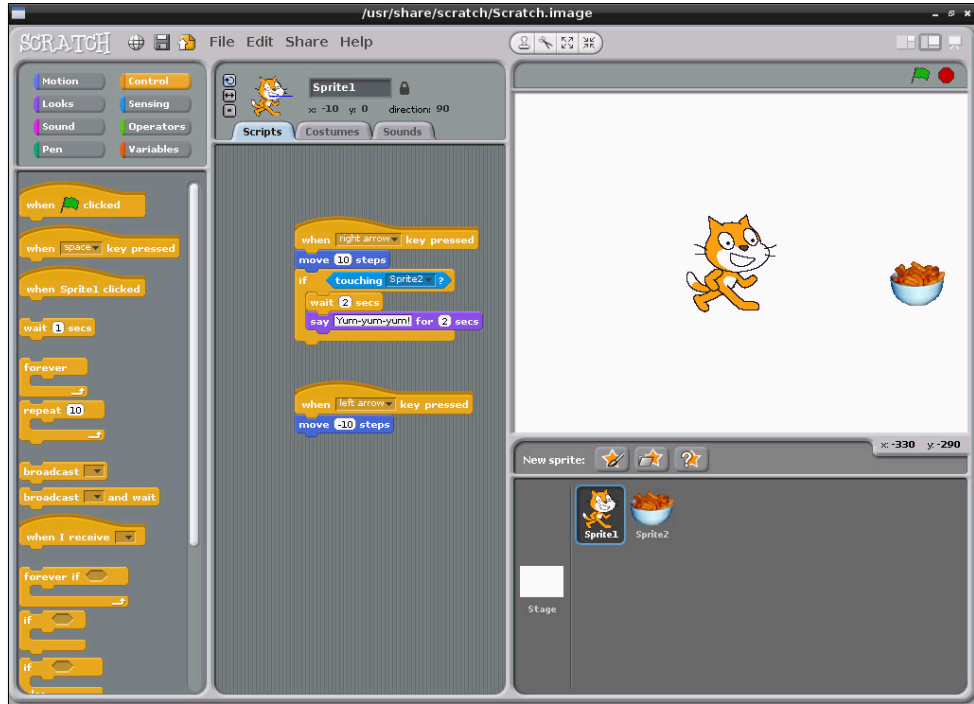 /usr/share/scratch/Scratch.image
SCRATCH File Edit Share Help
Motion Control
Looks Sensing
Sound Operators
Pen Variables
when clicked
when space key pressed
when Sprite1 clicked
wait 1 secs
forever
repeat 10
broadcast
broadcast and wait
when I receive
forever if
if
if
else
Sprite1
x: -10 y: 0 direction: 90
Scripts Costumes Sounds
when right arrow key pressed
move 10 steps
if touching Sprite2 ?
wait 2 secs
say Yum-yum-yum! for 2 secs
when left arrow key pressed
move -10 steps
x: -330 y: -290
New sprite:
Sprite1 Sprite2
Stage